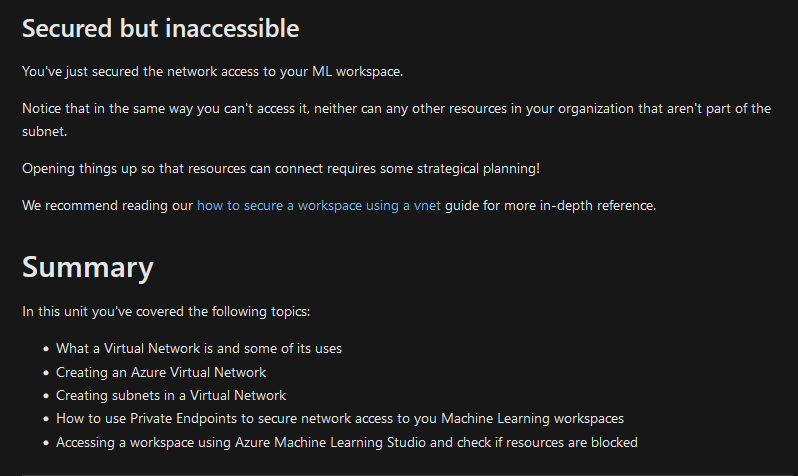 Secured but inaccessible
You've just secured the network access to your ML workspace.
Notice that in the same way you can't access it, neither can any other resources in your organization that aren't part of the
subnet.
Opening things up so that resources can connect requires some strategical planning!
We recommend reading our how to secure a workspace using a vnet guide for more in-depth reference.
Summary
In this unit you've covered the following topics:
• What a Virtual Network is and some of its uses
• Creating an Azure Virtual Network
• Creating subnets in a Virtual Network
• How to use Private Endpoints to secure network access to you Machine Learning workspaces
• Accessing a workspace using Azure Machine Learning Studio and check if resources are blocked